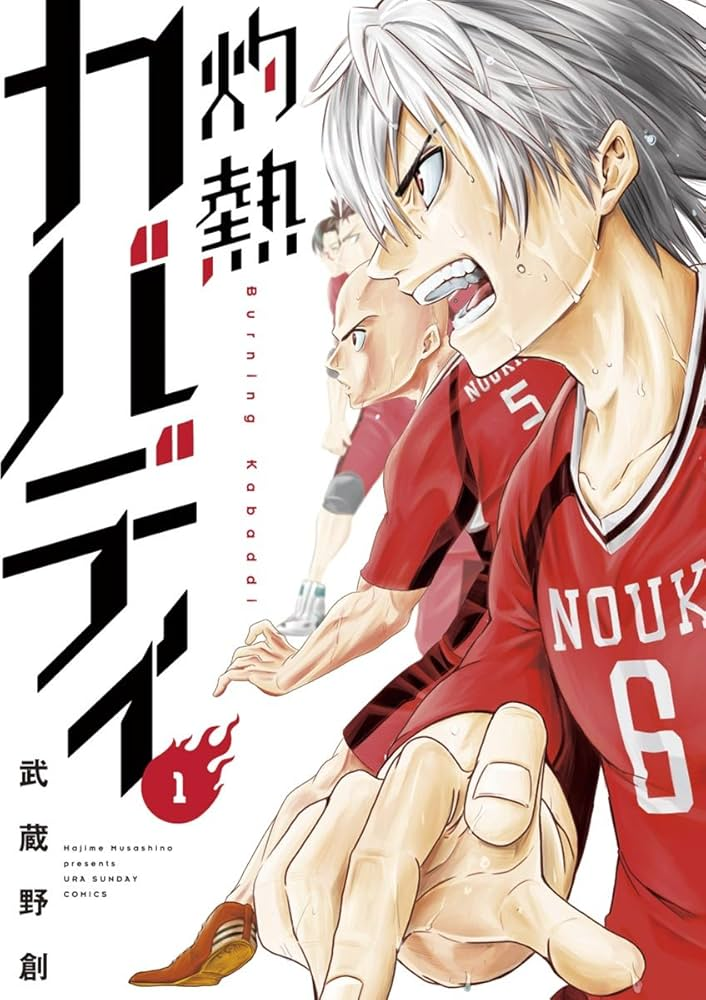 灼熱
カバディ
Burning Kabaddi
1
武蔵野創
Hajime Musashino
presents
URA SUNDAY
COMICS
NOUK
5
NOUK
6